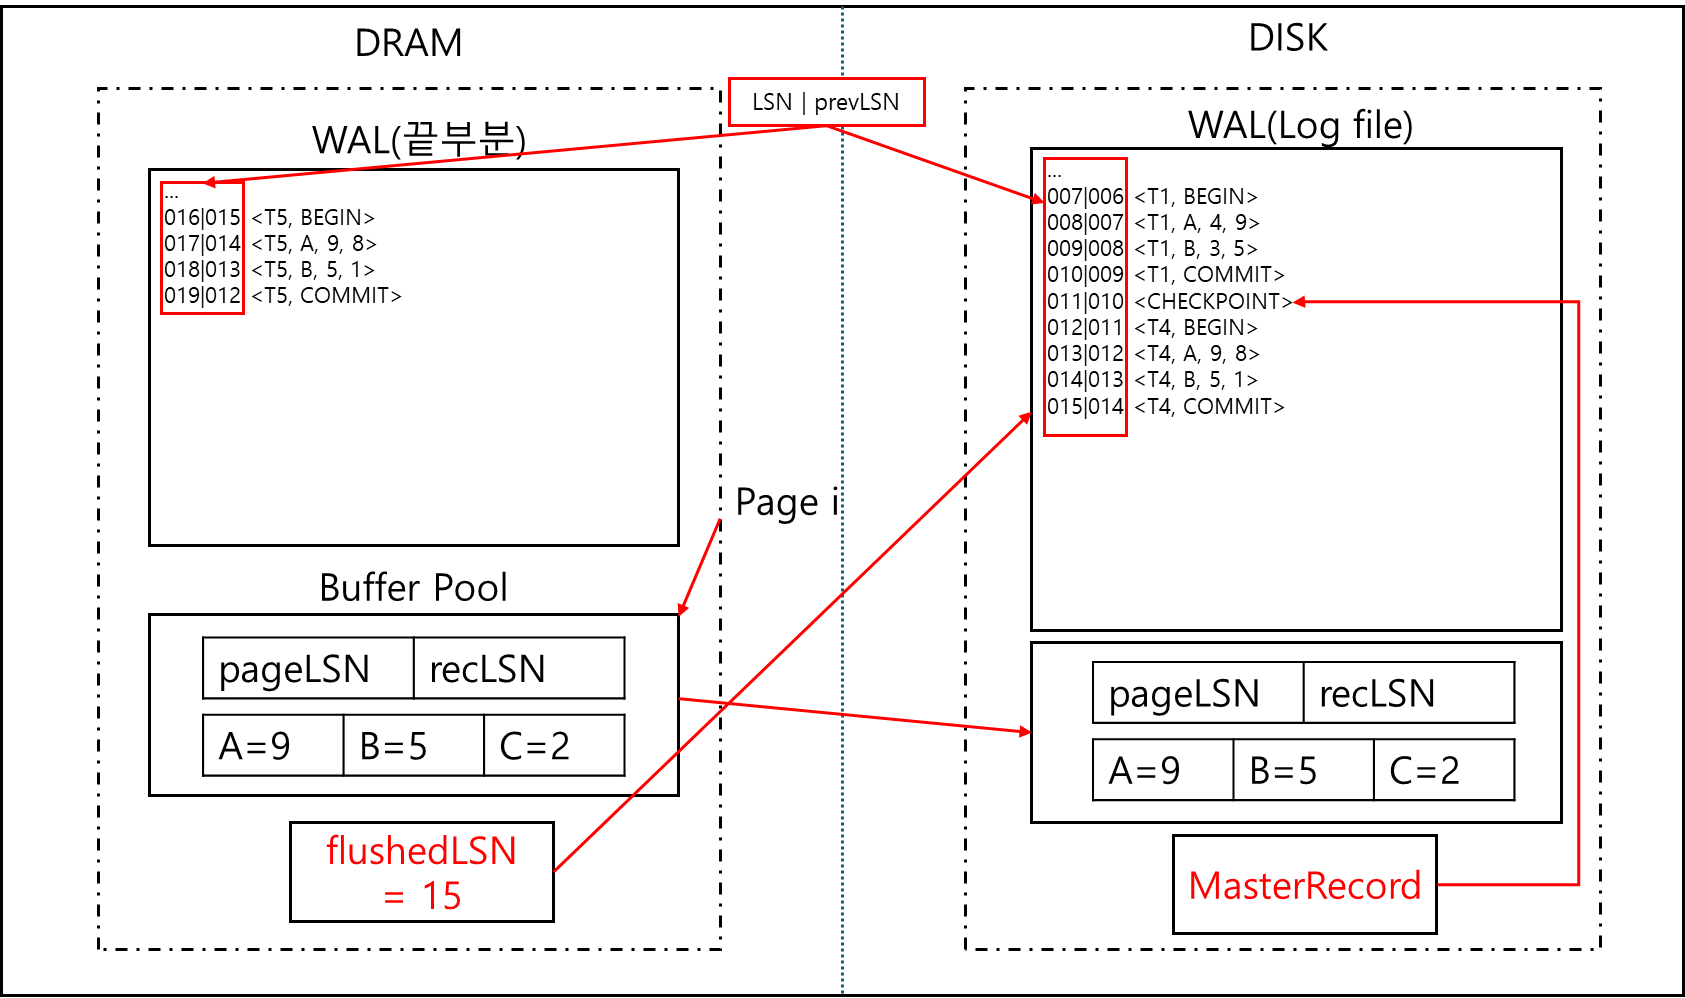 DRAM
DISK
LSN | prevLSN
WAL(끝부분)
...
016|015 <T5, BEGIN>
017|014 <T5, A, 9, 8>
018|013 <T5, B, 5, 1>
019|012 <T5, COMMIT>
WAL(Log file)
...
007|006 <T1, BEGIN>
008|007 <T1, A, 4, 9>
009|008 <T1, B, 3, 5>
010|009 <T1, COMMIT>
011|010 <CHECKPOINT>
012|011 <T4, BEGIN>
013|012 <T4, A, 9, 8>
014|013 <T4, B, 5, 1>
015|014 <T4, COMMIT>
Page i
Buffer Pool
pageLSN recLSN
A=9 B=5 C=2
flushedLSN
= 15
pageLSN recLSN
A=9 B=5 C=2
MasterRecord